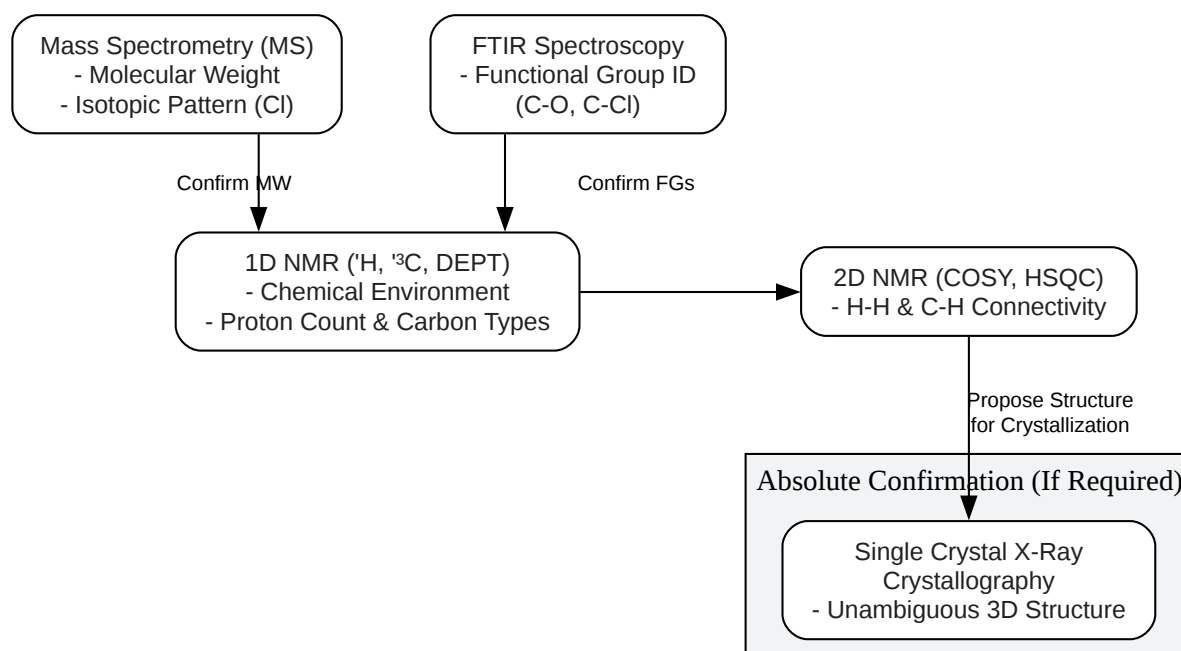 Mass Spectrometry (MS)
- Molecular Weight
- Isotopic Pattern (Cl)
FTIR Spectroscopy
- Functional Group ID
(C-O, C-Cl)
Confirm MW
Confirm FGs
1D NMR ('H, '³C, DEPT)
- Chemical Environment
- Proton Count & Carbon Types
2D NMR (COSY, HSQC)
- H-H & C-H Connectivity
Propose Structure
for Crystallization
Absolute Confirmation (If Required)
Single Crystal X-Ray
Crystallography
- Unambiguous 3D Structure